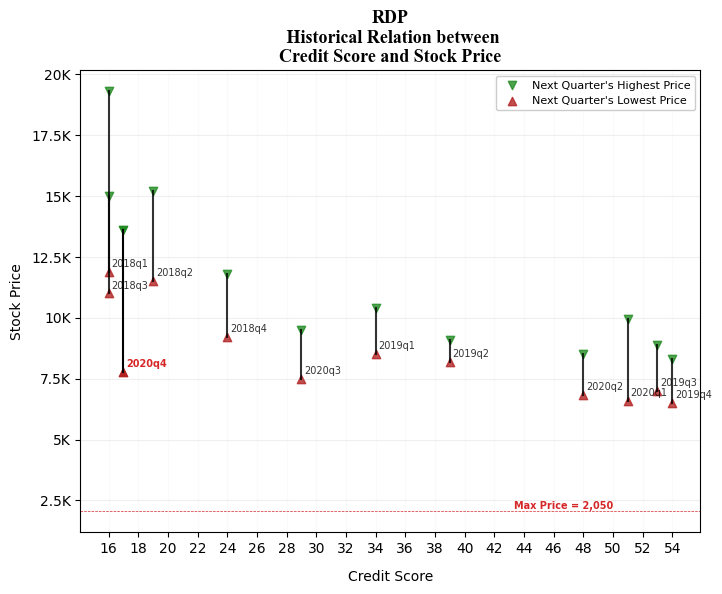 RDP
Historical Relation between
Credit Score and Stock Price
Next Quarter's Highest Price
Next Quarter's Lowest Price
20K
17.5K
15K
12.5K
10K
7.5K
5K
2.5K
Stock Price
2018q1
2018q2
2018q3
2018q4
2019q1
2019q2
2020q4
2020q3
2020q2
2020q1
2019q3
2019q4
Max Price = 2,050
16 18 20 22 24 26 28 30 32 34 36 38 40 42 44 46 48 50 52 54
Credit Score